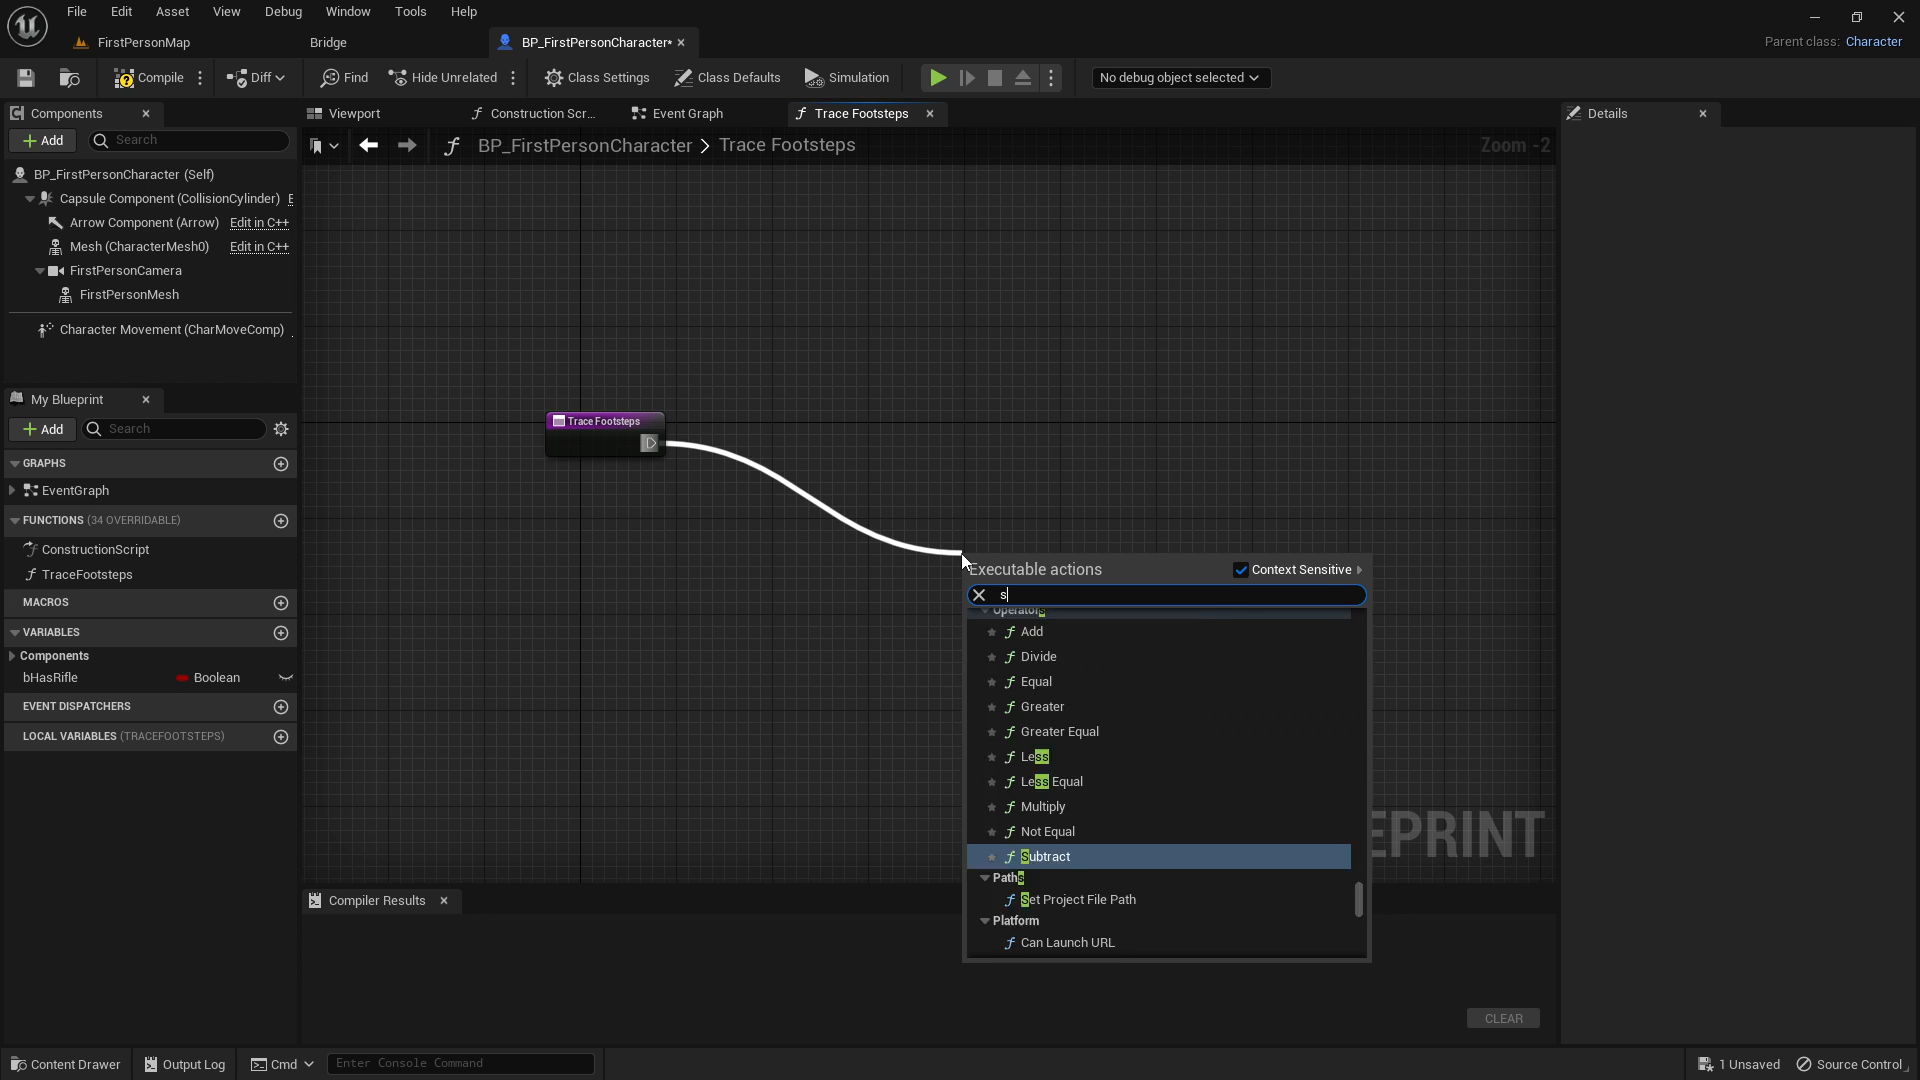 File Edit Asset View Debug Window Tools Help
FirstPersonMap Bridge BP_FirstPersonCharacter*
Parent class: Character
Compile Diff Find Hide Unrelated Class Settings Class Defaults Simulation No debug object selected
Components
Viewport Construction Scr... Event Graph Trace Footsteps
Details
Add Search
BP_FirstPersonCharacter > Trace Footsteps
Zoom -2
BP_FirstPersonCharacter (Self)
Capsule Component (CollisionCylinder) E
Arrow Component (Arrow) Edit in C++
Mesh (CharacterMesh0) Edit in C++
FirstPersonCamera
FirstPersonMesh
Character Movement (CharMoveComp)
My Blueprint
Add Search
GRAPHS
EventGraph
FUNCTIONS (34 OVERRIDABLE)
ConstructionScript
TraceFootsteps
MACROS
VARIABLES
Components
bHasRifle Boolean
EVENT DISPATCHERS
LOCAL VARIABLES (TRACEFOOTSTEPS)
Trace Footsteps
Executable actions Context Sensitive
s
Operators
Add
Divide
Equal
Greater
Greater Equal
Less
Less Equal
Multiply
Not Equal
Subtract
Paths
Set Project File Path
Platform
Can Launch URL
EPRINT
Compiler Results
CLEAR
Content Drawer Output Log Cmd Enter Console Command
1 Unsaved Source Control